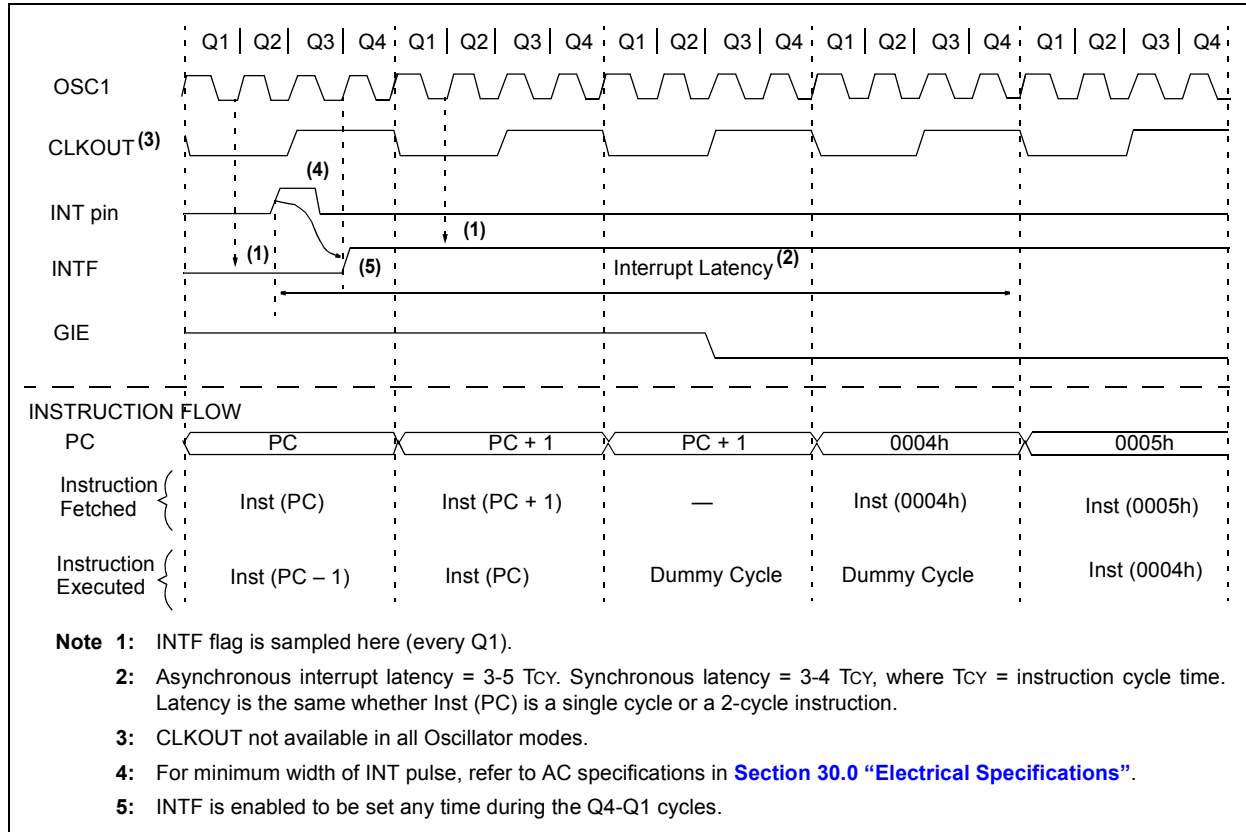 Q1 Q2 Q3 Q4 Q1 Q2 Q3 Q4 Q1 Q2 Q3 Q4 Q1 Q2 Q3 Q4 Q1 Q2 Q3 Q4
OSC1
CLKOUT (3)
(4)
INT pin
(1) (1)
INTF (5) Interrupt Latency (2)
GIE
INSTRUCTION FLOW
PC PC PC + 1 PC + 1 0004h 0005h
Instruction Fetched Inst (PC) Inst (PC + 1) — Inst (0004h) Inst (0005h)
Instruction Executed Inst (PC – 1) Inst (PC) Dummy Cycle Dummy Cycle Inst (0004h)
Note 1: INTF flag is sampled here (every Q1).
2: Asynchronous interrupt latency = 3-5 TCY. Synchronous latency = 3-4 TCY, where TCY = instruction cycle time.
Latency is the same whether Inst (PC) is a single cycle or a 2-cycle instruction.
3: CLKOUT not available in all Oscillator modes.
4: For minimum width of INT pulse, refer to AC specifications in Section 30.0 “Electrical Specifications”.
5: INTF is enabled to be set any time during the Q4-Q1 cycles.